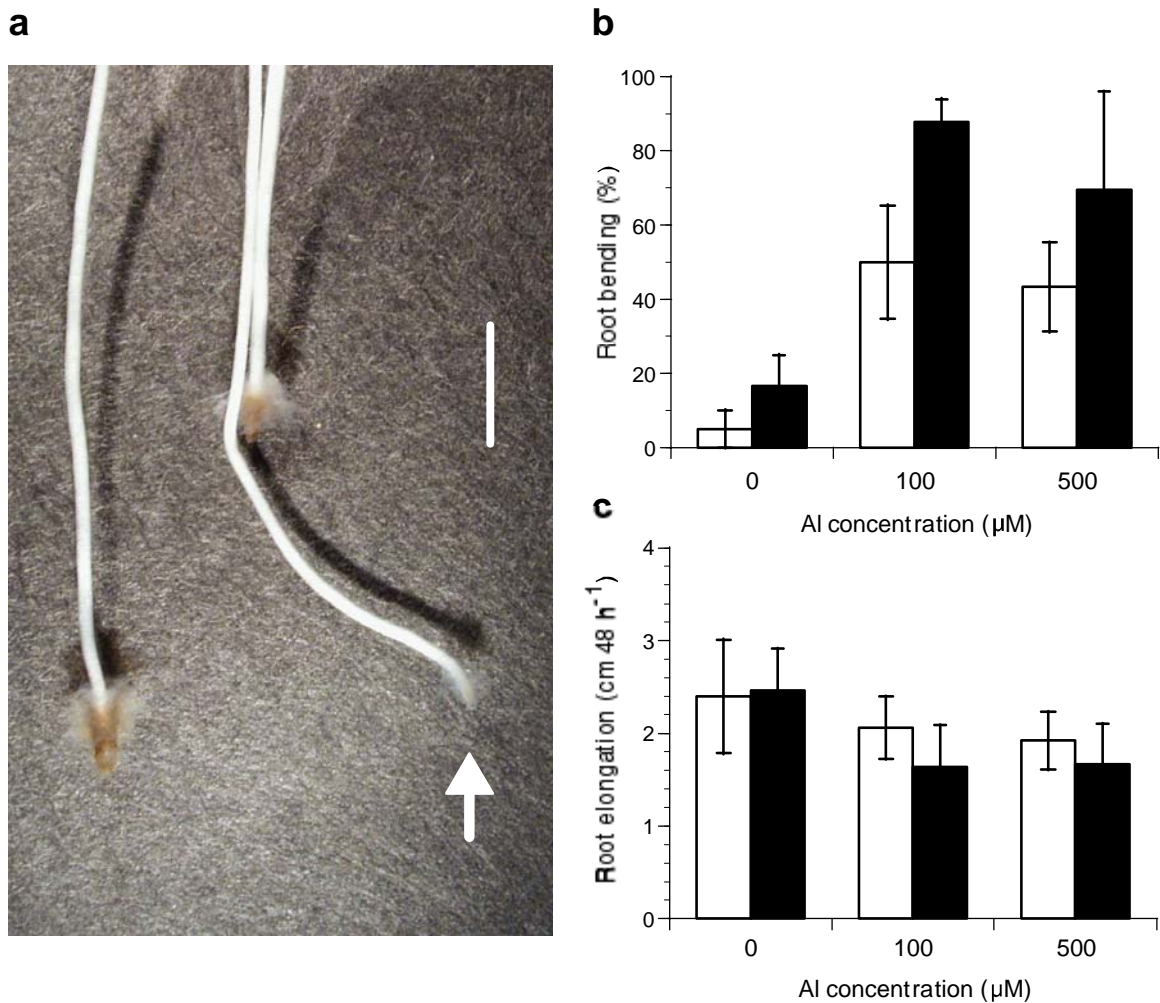 a
b
Root bending (%)
100
80
60
40
20
0
0 100 500
Al concentration (µM)
c
Root elongation (cm 48 h⁻¹)
4
3
2
1
0
0 100 500
Al concentration (µM)